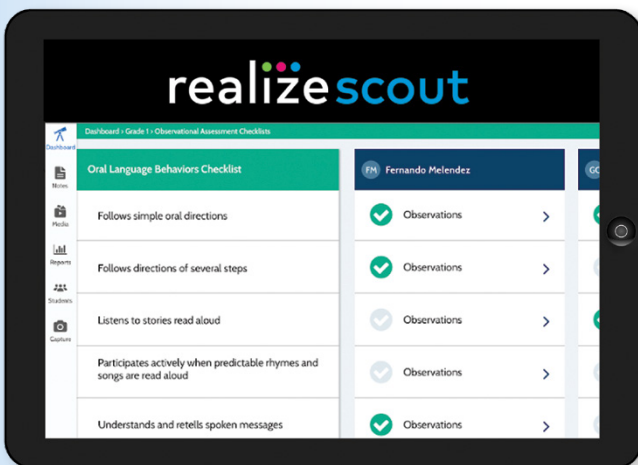 realize scout
Dashboard
Notes
Media
Reports
Students
Capture
Dashboard › Grade 1 › Observational Assessment Checklists
Oral Language Behaviors Checklist
FM Fernando Melendez
Follows simple oral directions
Observations
Follows directions of several steps
Observations
Listens to stories read aloud
Observations
Participates actively when predictable rhymes and
songs are read aloud
Observations
Understands and retells spoken messages
Observations